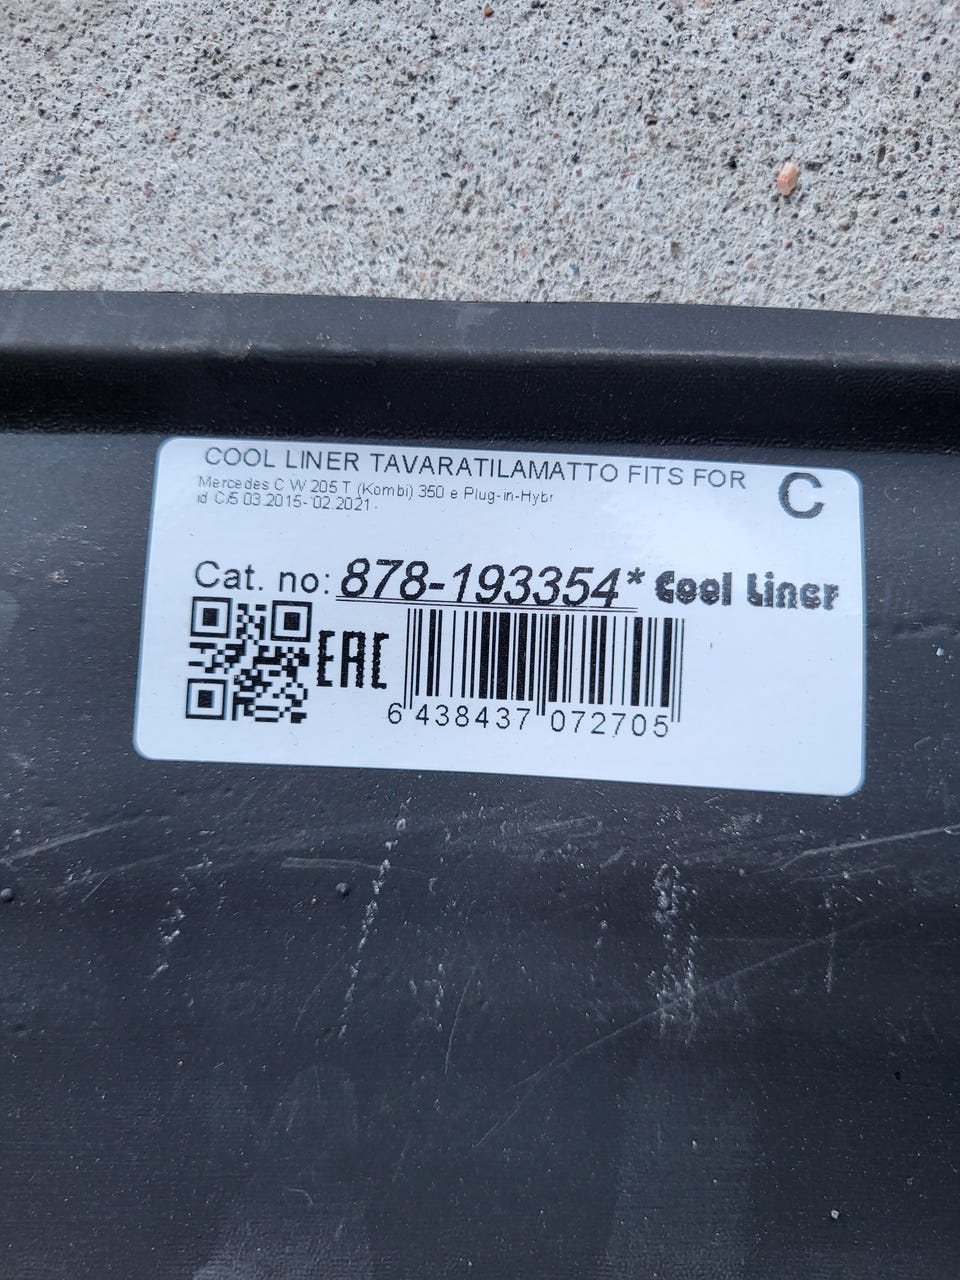 COOL LINER TAVARATILAMATTO FITS FOR
C
Mercedes C W 205 T (Kombi) 350 e Plug-in-Hybr
id C/5 03.2015- 02.2021
Cat. no: 878-193354* Cool Liner
EAC
6 438437 072705